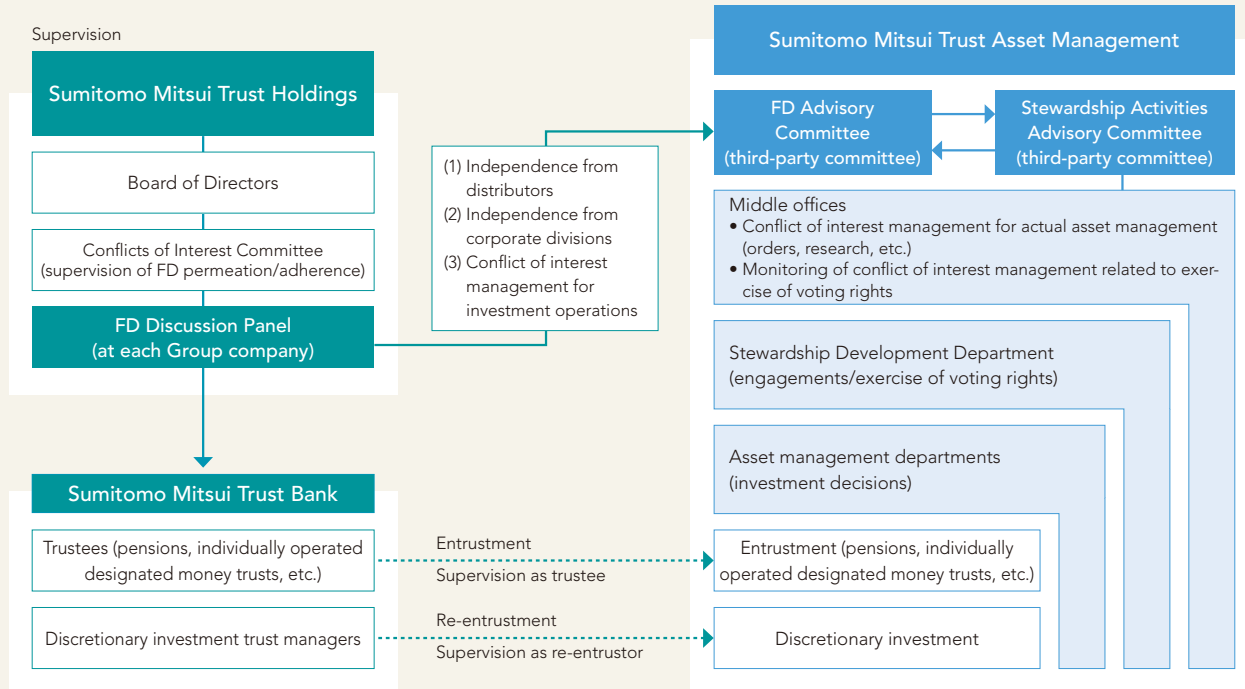 Supervision
Sumitomo Mitsui Trust Holdings
Board of Directors
Conflicts of Interest Committee
(supervision of FD permeation/adherence)
FD Discussion Panel
(at each Group company)
(1) Independence from
distributors
(2) Independence from
corporate divisions
(3) Conflict of interest
management for
investment operations
Sumitomo Mitsui Trust Bank
Trustees (pensions, individually operated
designated money trusts, etc.)
Discretionary investment trust managers
Entrustment
Supervision as trustee
Re-entrustment
Supervision as re-entrustor
Sumitomo Mitsui Trust Asset Management
FD Advisory
Committee
(third-party committee)
Stewardship Activities
Advisory Committee
(third-party committee)
Middle offices
• Conflict of interest management for actual asset management
(orders, research, etc.)
• Monitoring of conflict of interest management related to exer-
cise of voting rights
Stewardship Development Department
(engagements/exercise of voting rights)
Asset management departments
(investment decisions)
Entrustment (pensions, individually
operated designated money trusts, etc.)
Discretionary investment